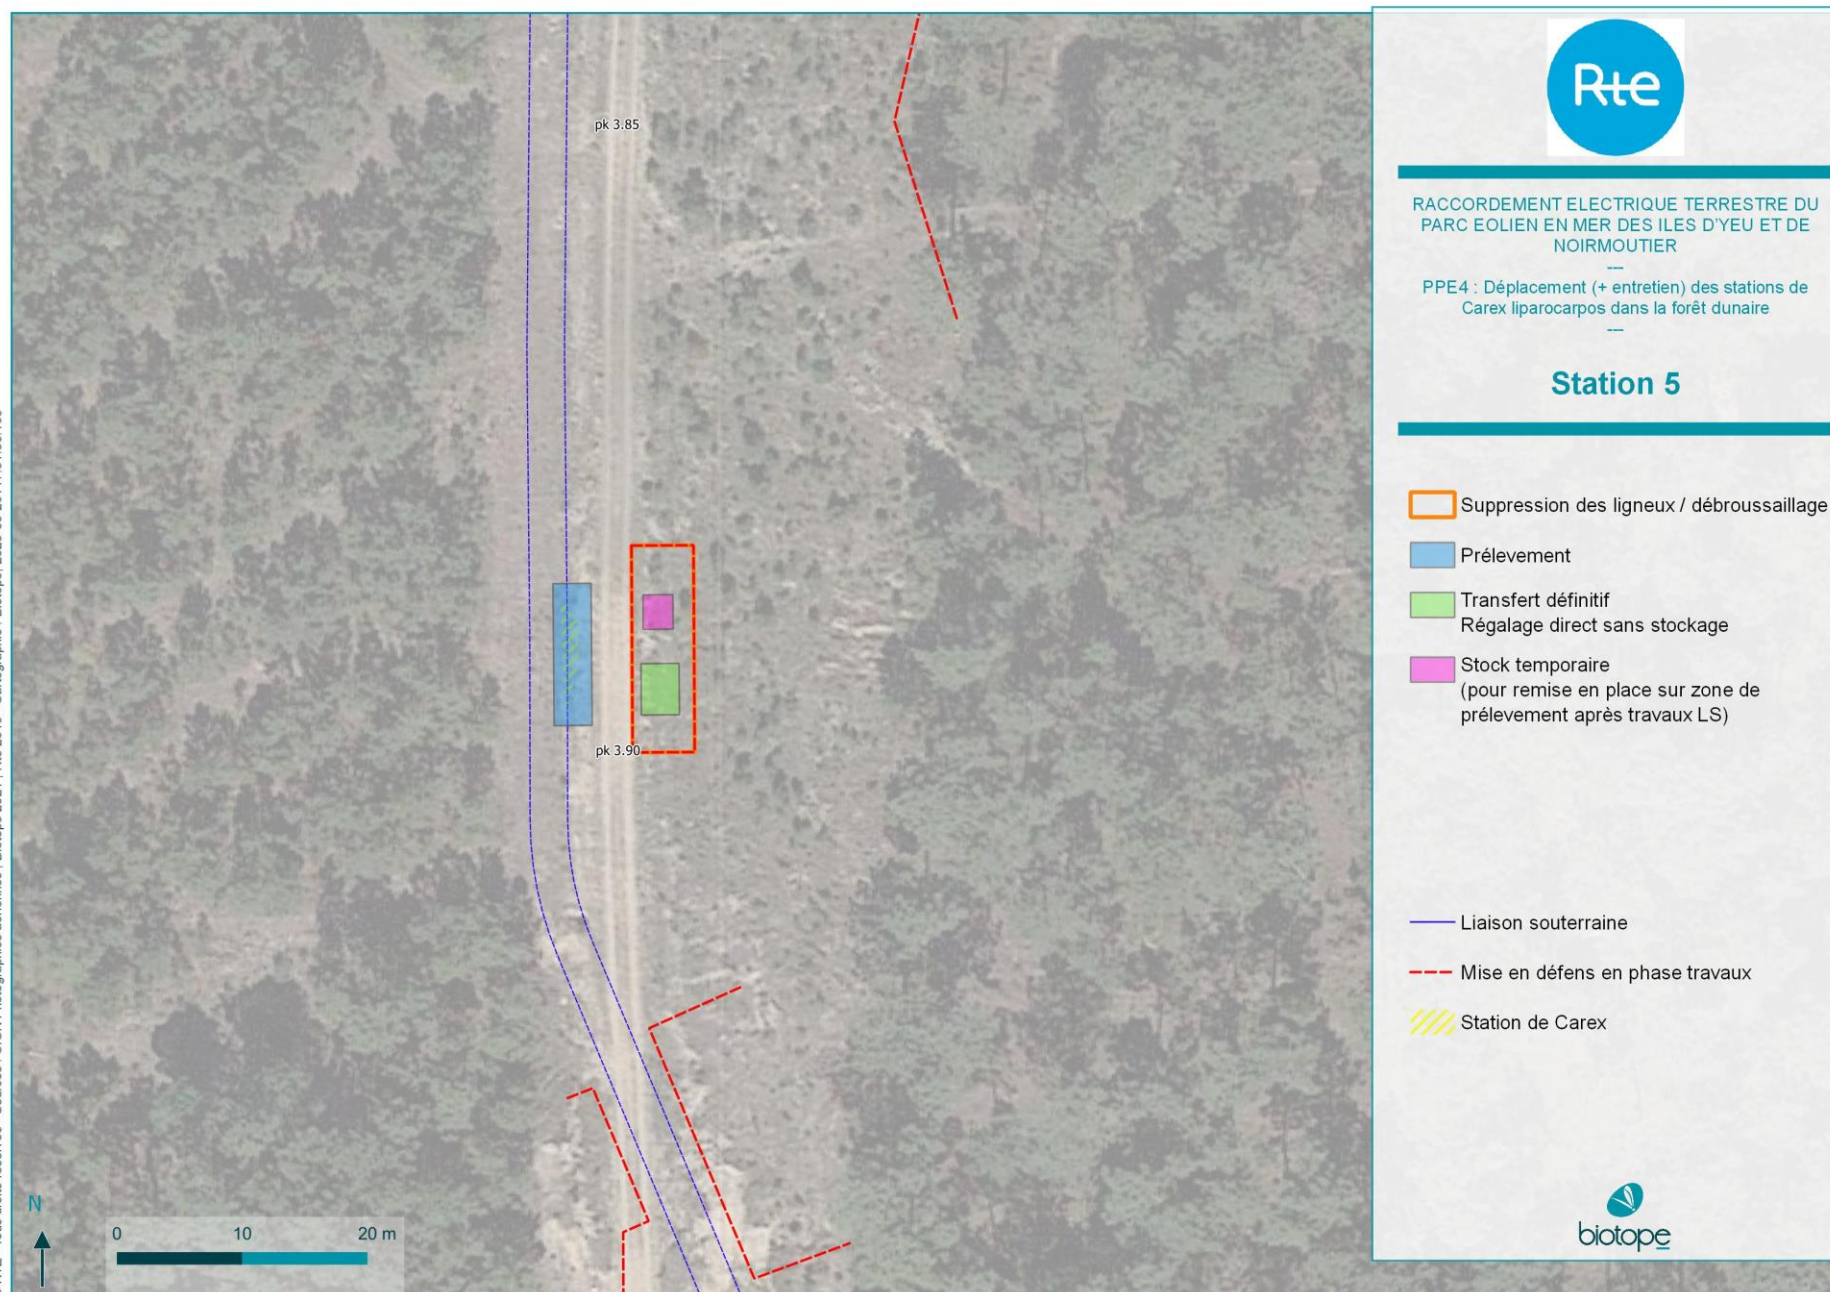 pk 3.85
pk 3.90
N
0 10 20 m
Rte
RACCORDEMENT ELECTRIQUE TERRESTRE DU
PARC EOLIEN EN MER DES ILES D'YEU ET DE
NOIRMOUTIER
---
PPE4 : Déplacement (+ entretien) des stations de
Carex liparocarpos dans la forêt dunaire
---
Station 5
Suppression des ligneux / débroussaillage
Prélevement
Transfert définitif
Régalage direct sans stockage
Stock temporaire
(pour remise en place sur zone de
prélevement après travaux LS)
Liaison souterraine
Mise en défens en phase travaux
Station de Carex
biotope